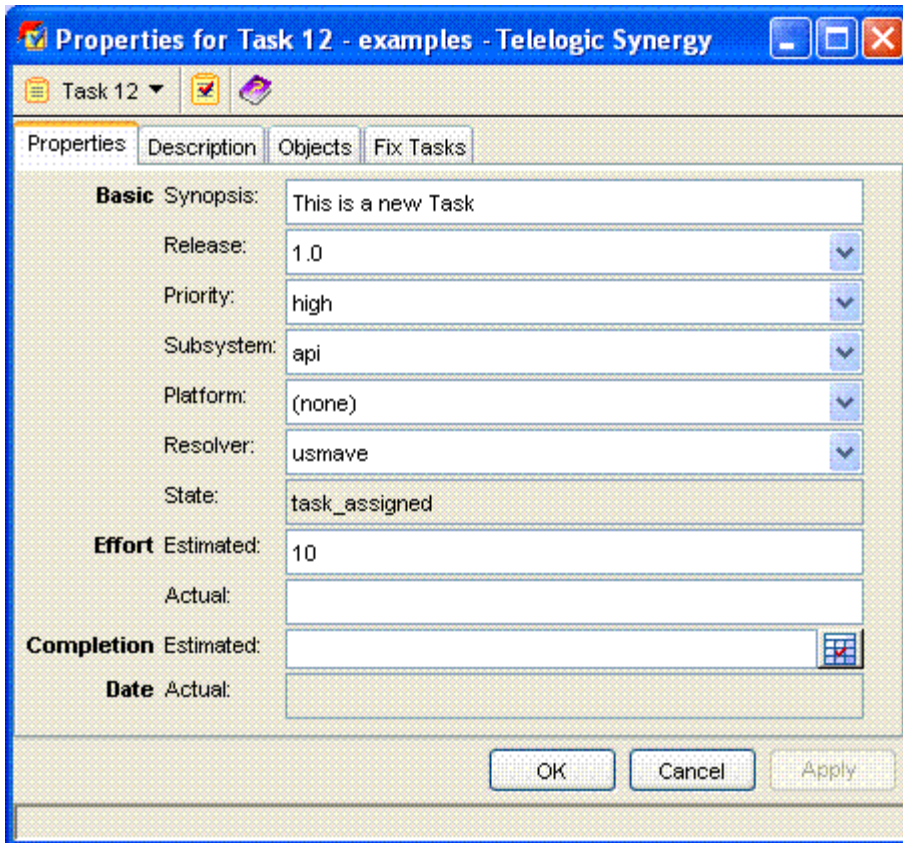 Properties for Task 12 - examples - Telelogic Synergy
Task 12
Properties Description Objects Fix Tasks
Basic Synopsis: This is a new Task
Release: 1.0
Priority: high
Subsystem: api
Platform: (none)
Resolver: usmave
State: task_assigned
Effort Estimated: 10
Actual:
Completion Estimated:
Date Actual:
OK Cancel Apply